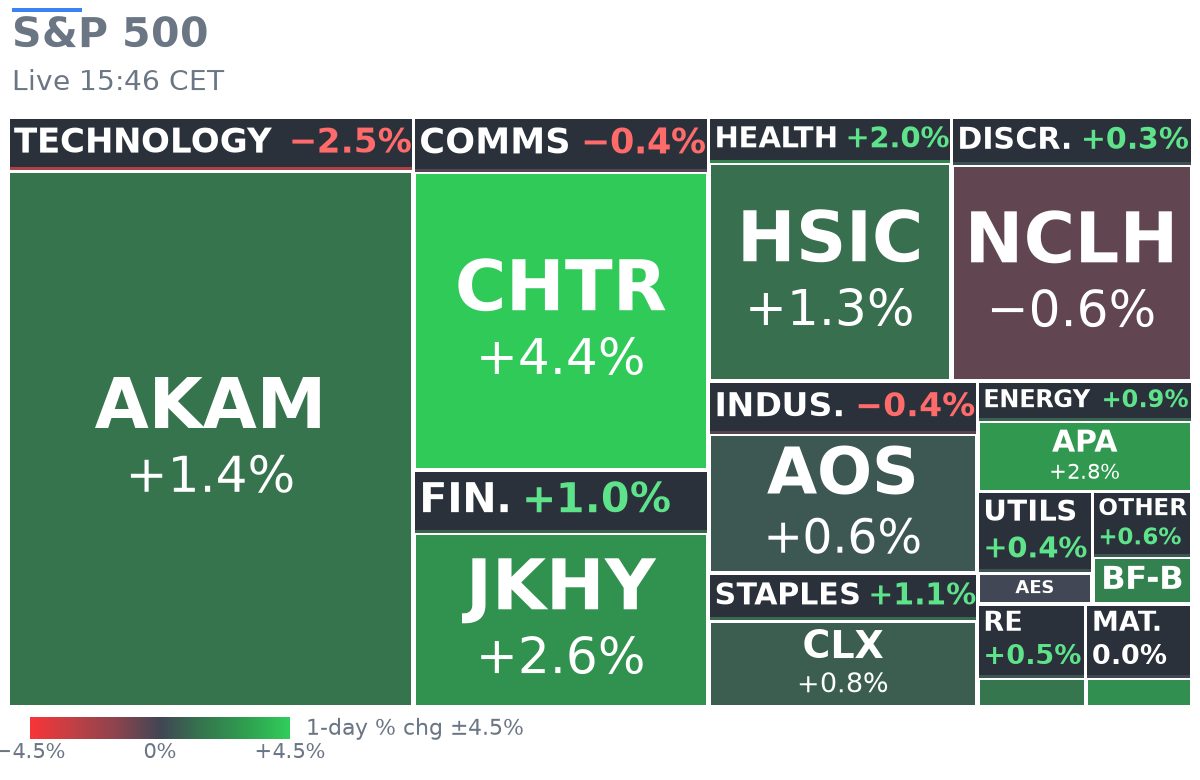 S&P 500
Live 15:46 CET
TECHNOLOGY −2.5%
AKAM
+1.4%
COMMS −0.4%
CHTR
+4.4%
FIN. +1.0%
JKHY
+2.6%
HEALTH +2.0%
HSIC
+1.3%
DISCR. +0.3%
NCLH
−0.6%
INDUS. −0.4%
AOS
+0.6%
STAPLES +1.1%
CLX
+0.8%
ENERGY +0.9%
APA
+2.8%
UTILS
+0.4%
AES
OTHER
+0.6%
BF-B
RE
+0.5%
MAT.
0.0%
1-day % chg ±4.5%
−4.5% 0% +4.5%